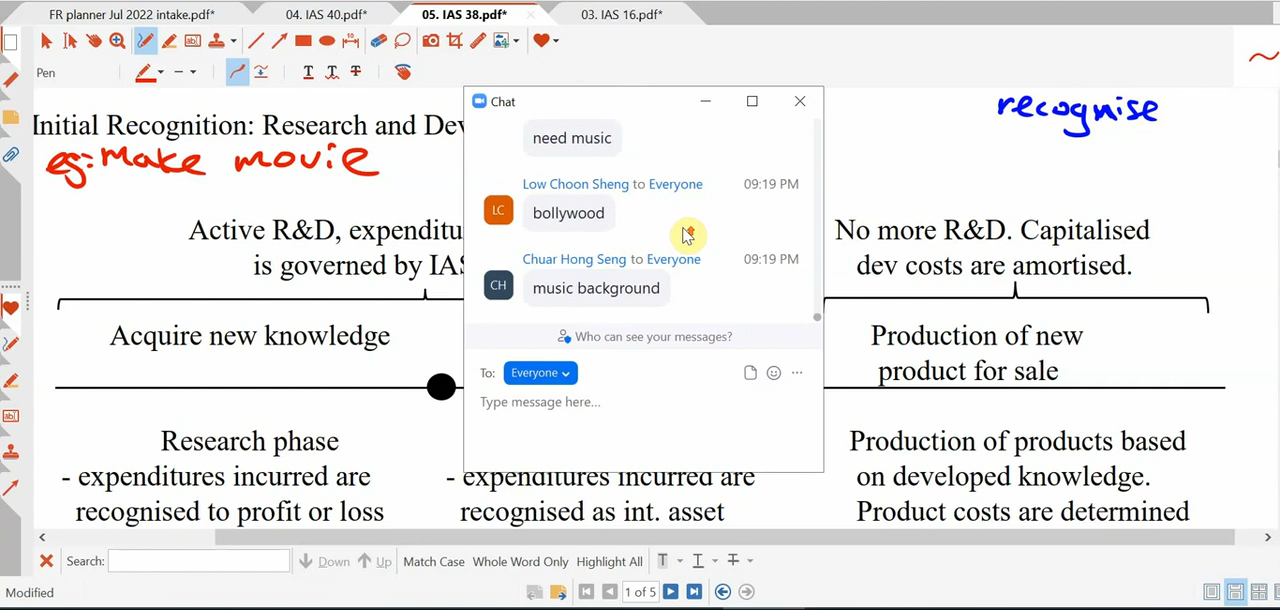 FR planner Jul 2022 intake.pdf*
04. IAS 40.pdf*
05. IAS 38.pdf*
03. IAS 16.pdf*
Pen
Initial Recognition: Research and Dev
recognise
eg:- Make movie
Active R&D, expenditu
is governed by IAS
No more R&D. Capitalised
dev costs are amortised.
Acquire new knowledge
Production of new
product for sale
Research phase
- expenditures incurred are
recognised to profit or loss
- expenditures incurred are
recognised as int. asset
Production of products based
on developed knowledge.
Product costs are determined
Chat
need music
Low Choon Sheng to Everyone 09:19 PM
LC
bollywood
Chuar Hong Seng to Everyone 09:19 PM
CH
music background
Who can see your messages?
To: Everyone
Type message here...
Search:
Down
Up
Match Case
Whole Word Only
Highlight All
Modified
1 of 5